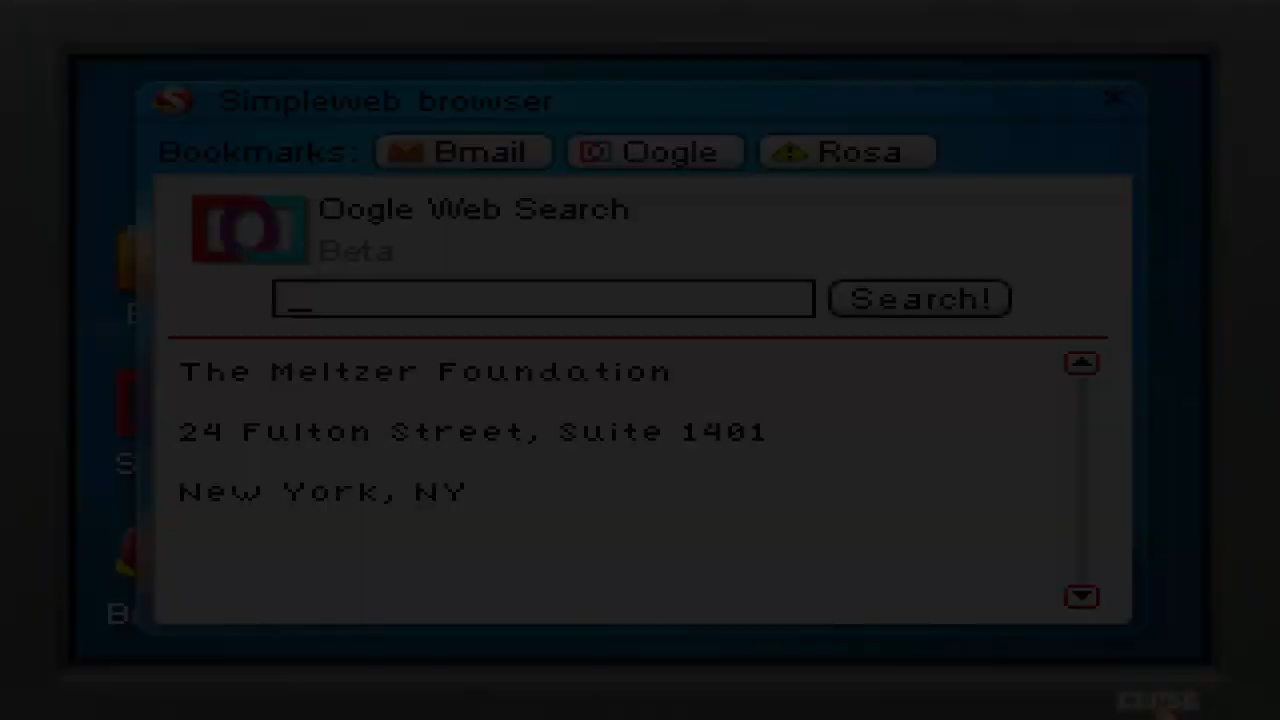 Simpleweb browser
Bookmarks: Bmail Oogle Rosa
Oogle Web Search
Beta
_ Search!
The Meltzer Foundation
24 Fulton Street, Suite 1401
New York, NY
CLOSE